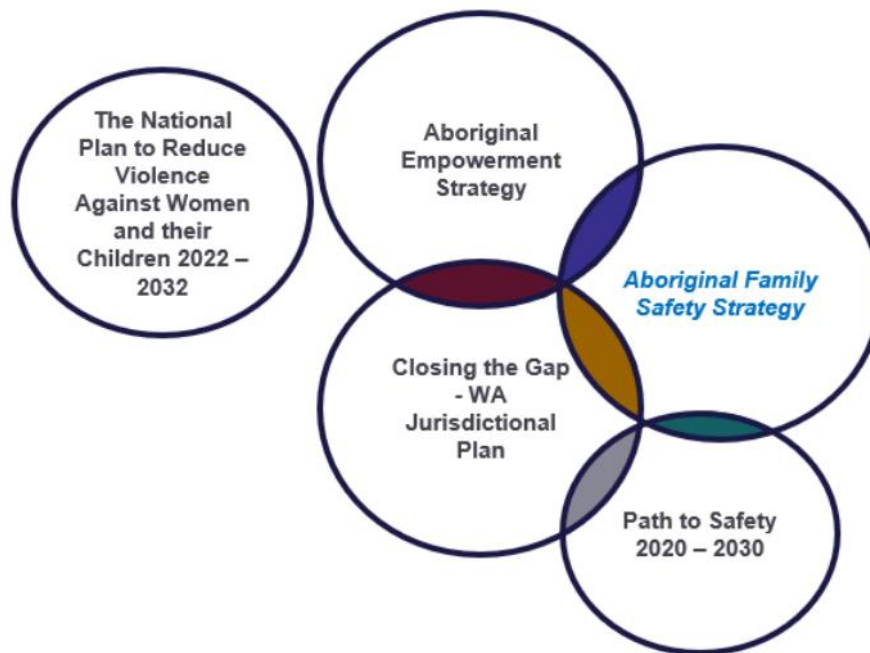 The National
Plan to Reduce
Violence
Against Women
and their
Children 2022 –
2032
Aboriginal
Empowerment
Strategy
Aboriginal Family
Safety Strategy
Closing the Gap
- WA
Jurisdictional
Plan
Path to Safety
2020 – 2030